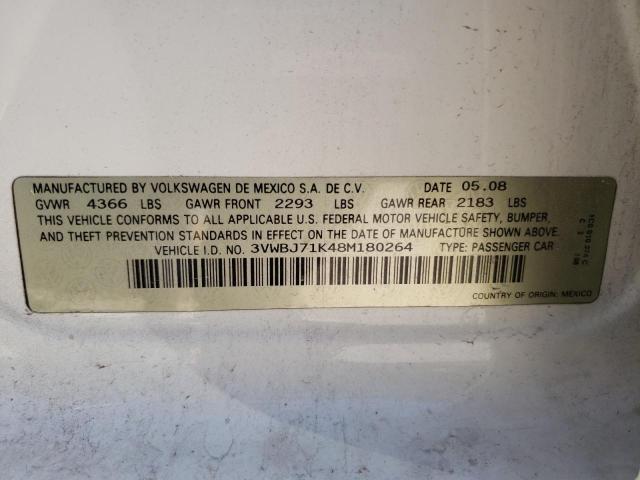 MANUFACTURED BY VOLKSWAGEN DE MEXICO S.A. DE C.V. DATE 05.08
GVWR 4366 LBS GAWR FRONT 2293 LBS GAWR REAR 2183 LBS
THIS VEHICLE CONFORMS TO ALL APPLICABLE U.S. FEDERAL MOTOR VEHICLE SAFETY, BUMPER,
AND THEFT PREVENTION STANDARDS IN EFFECT ON THE DATE OF MANUFACTURE SHOWN ABOVE
VEHICLE I.D. NO. 3VWBJ71K48M180264 TYPE: PASSENGER CAR
COUNTRY OF ORIGIN: MEXICO